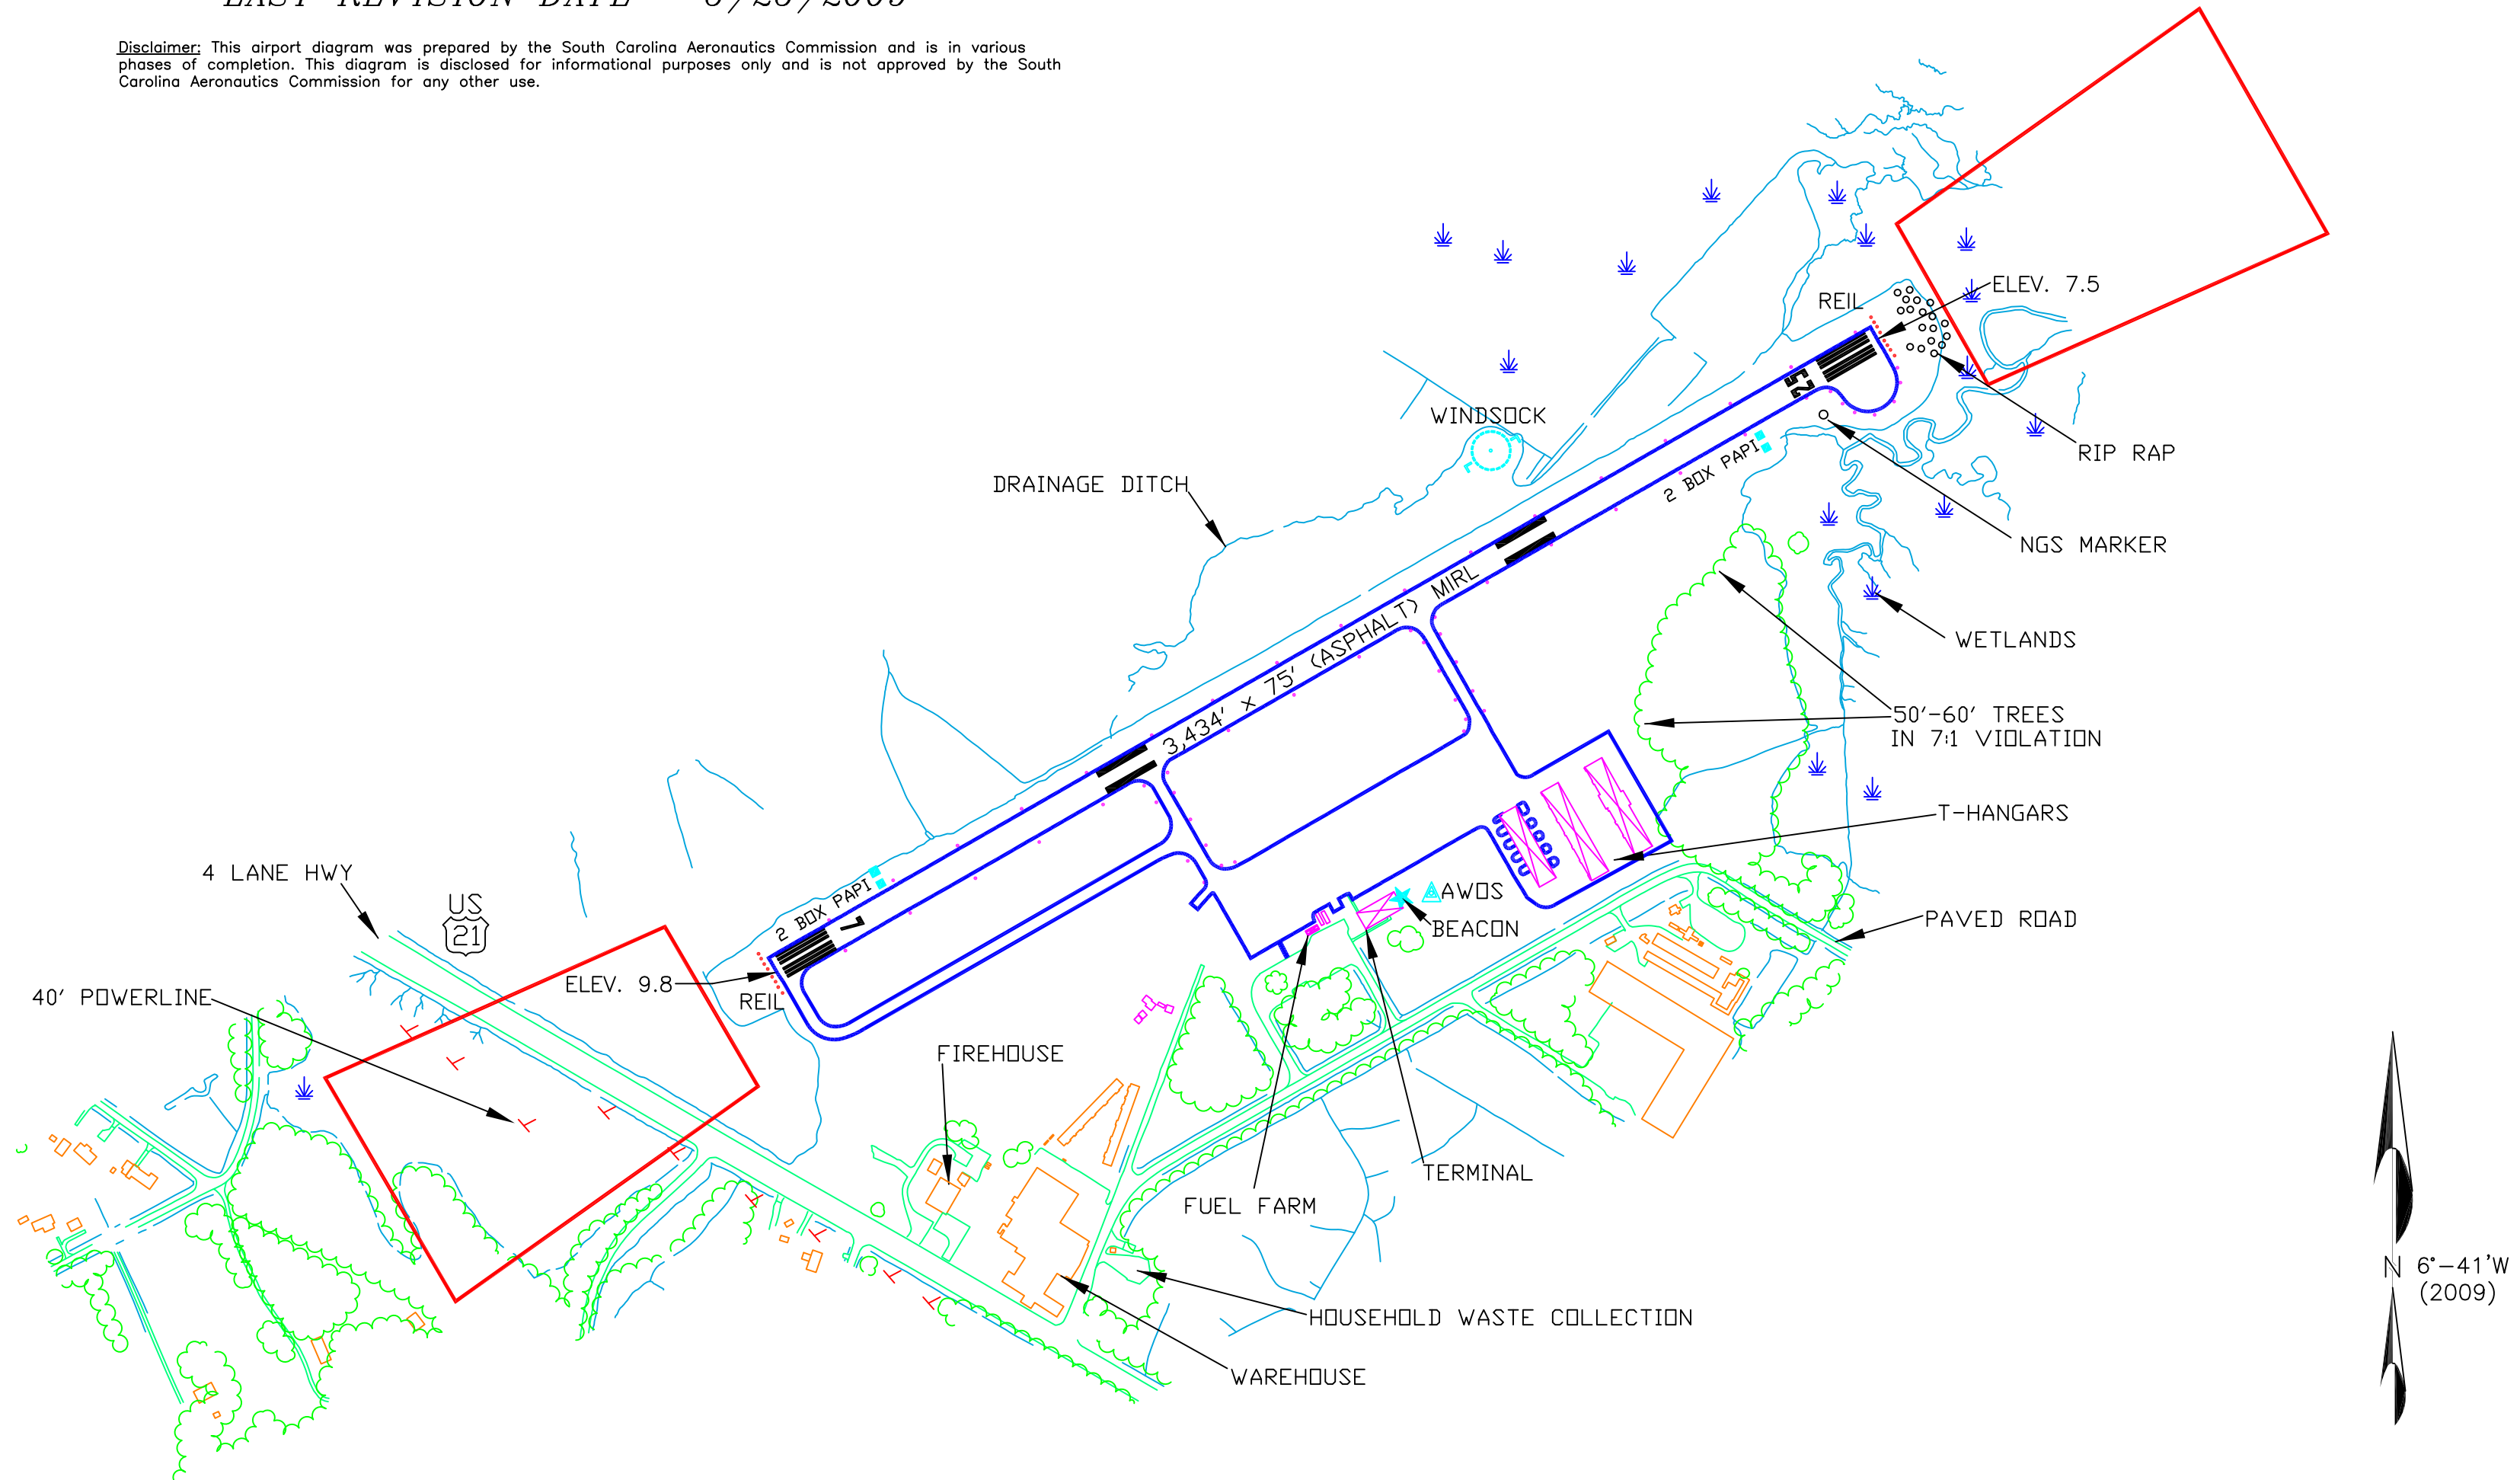 LAST REVISION DATE
Disclaimer: This airport diagram was prepared by the South Carolina Aeronautics Commission and is in various
phases of completion. This diagram is disclosed for informational purposes only and is not approved by the South
Carolina Aeronautics Commission for any other use.
ELEV. 7.5
REIL
25
WINDSOCK
2 BOX PAPI
RIP RAP
DRAINAGE DITCH
NGS MARKER
3,434' x 75' (ASPHALT) MIRL
WETLANDS
50'-60' TREES
IN 7:1 VIOLATION
T-HANGARS
4 LANE HWY
US
21
2 BOX PAPI
7
AWOS
BEACON
PAVED ROAD
ELEV. 9.8
REIL
40' POWERLINE
FIREHOUSE
TERMINAL
FUEL FARM
N 6°-41'W
(2009)
HOUSEHOLD WASTE COLLECTION
WAREHOUSE